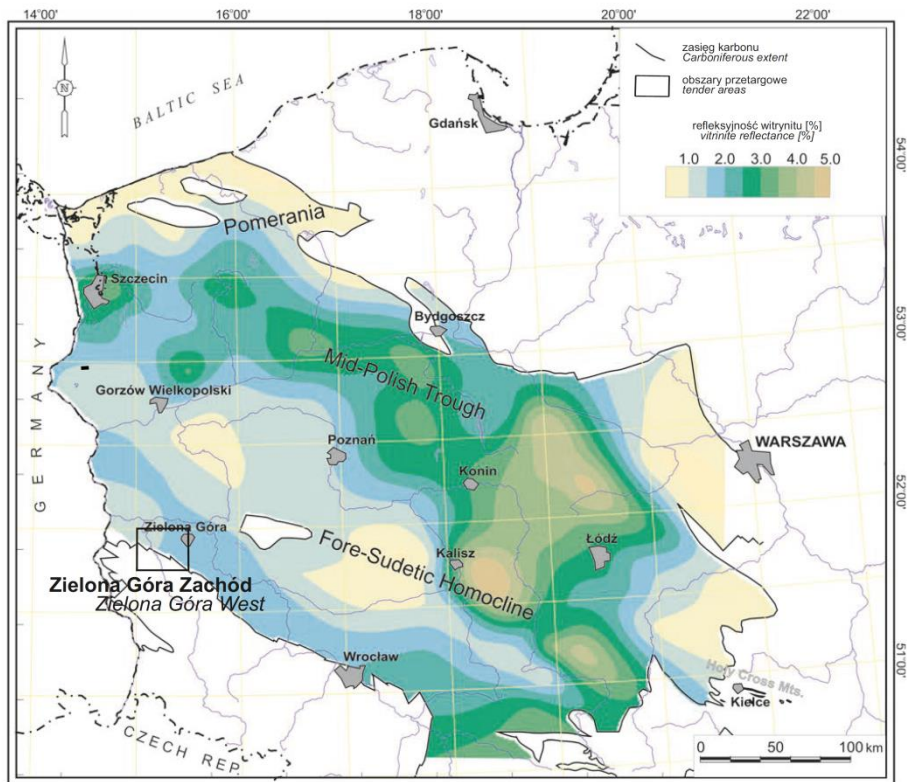 14°00' 16°00' 18°00' 20°00' 22°00'
N
BALTIC SEA
Gdańsk
zasięg karbonu
Carboniferous extent
obszary przetargowe
tender areas
refleksyjność witrynitu [%]
vitrinite reflectance [%]
1.0 2.0 3.0 4.0 5.0
54°00'
Pomerania
Szczecin
Bydgoszcz
53°00'
GERMANY
Mid-Polish Trough
Gorzów Wielkopolski
Poznań
WARSZAWA
Konin
52°00'
Zielona Góra
Fore-Sudetic Homocline
Kalisz
Łódź
Zielona Góra Zachód
Zielona Góra West
Wrocław
51°00'
Holy Cross Mts.
Kielce
CZECH REP.
0 20 40 60 80 100 km